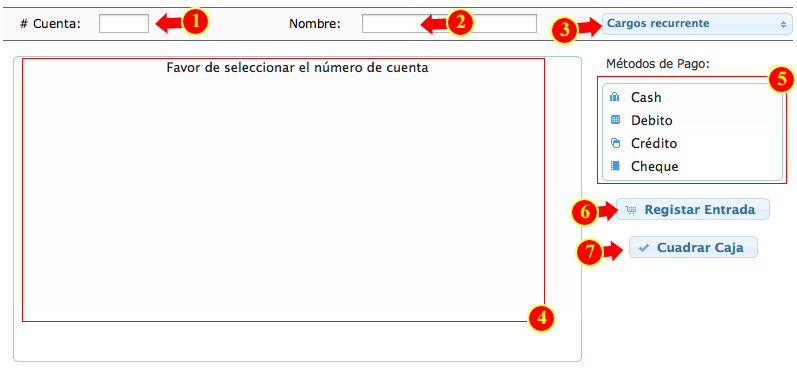 # Cuenta: 1 Nombre: 2 3 Cargos recurrente
Favor de seleccionar el número de cuenta
Métodos de Pago:
5
Cash
Debito
Crédito
Cheque
6 Registar Entrada
7 Cuadrar Caja
4